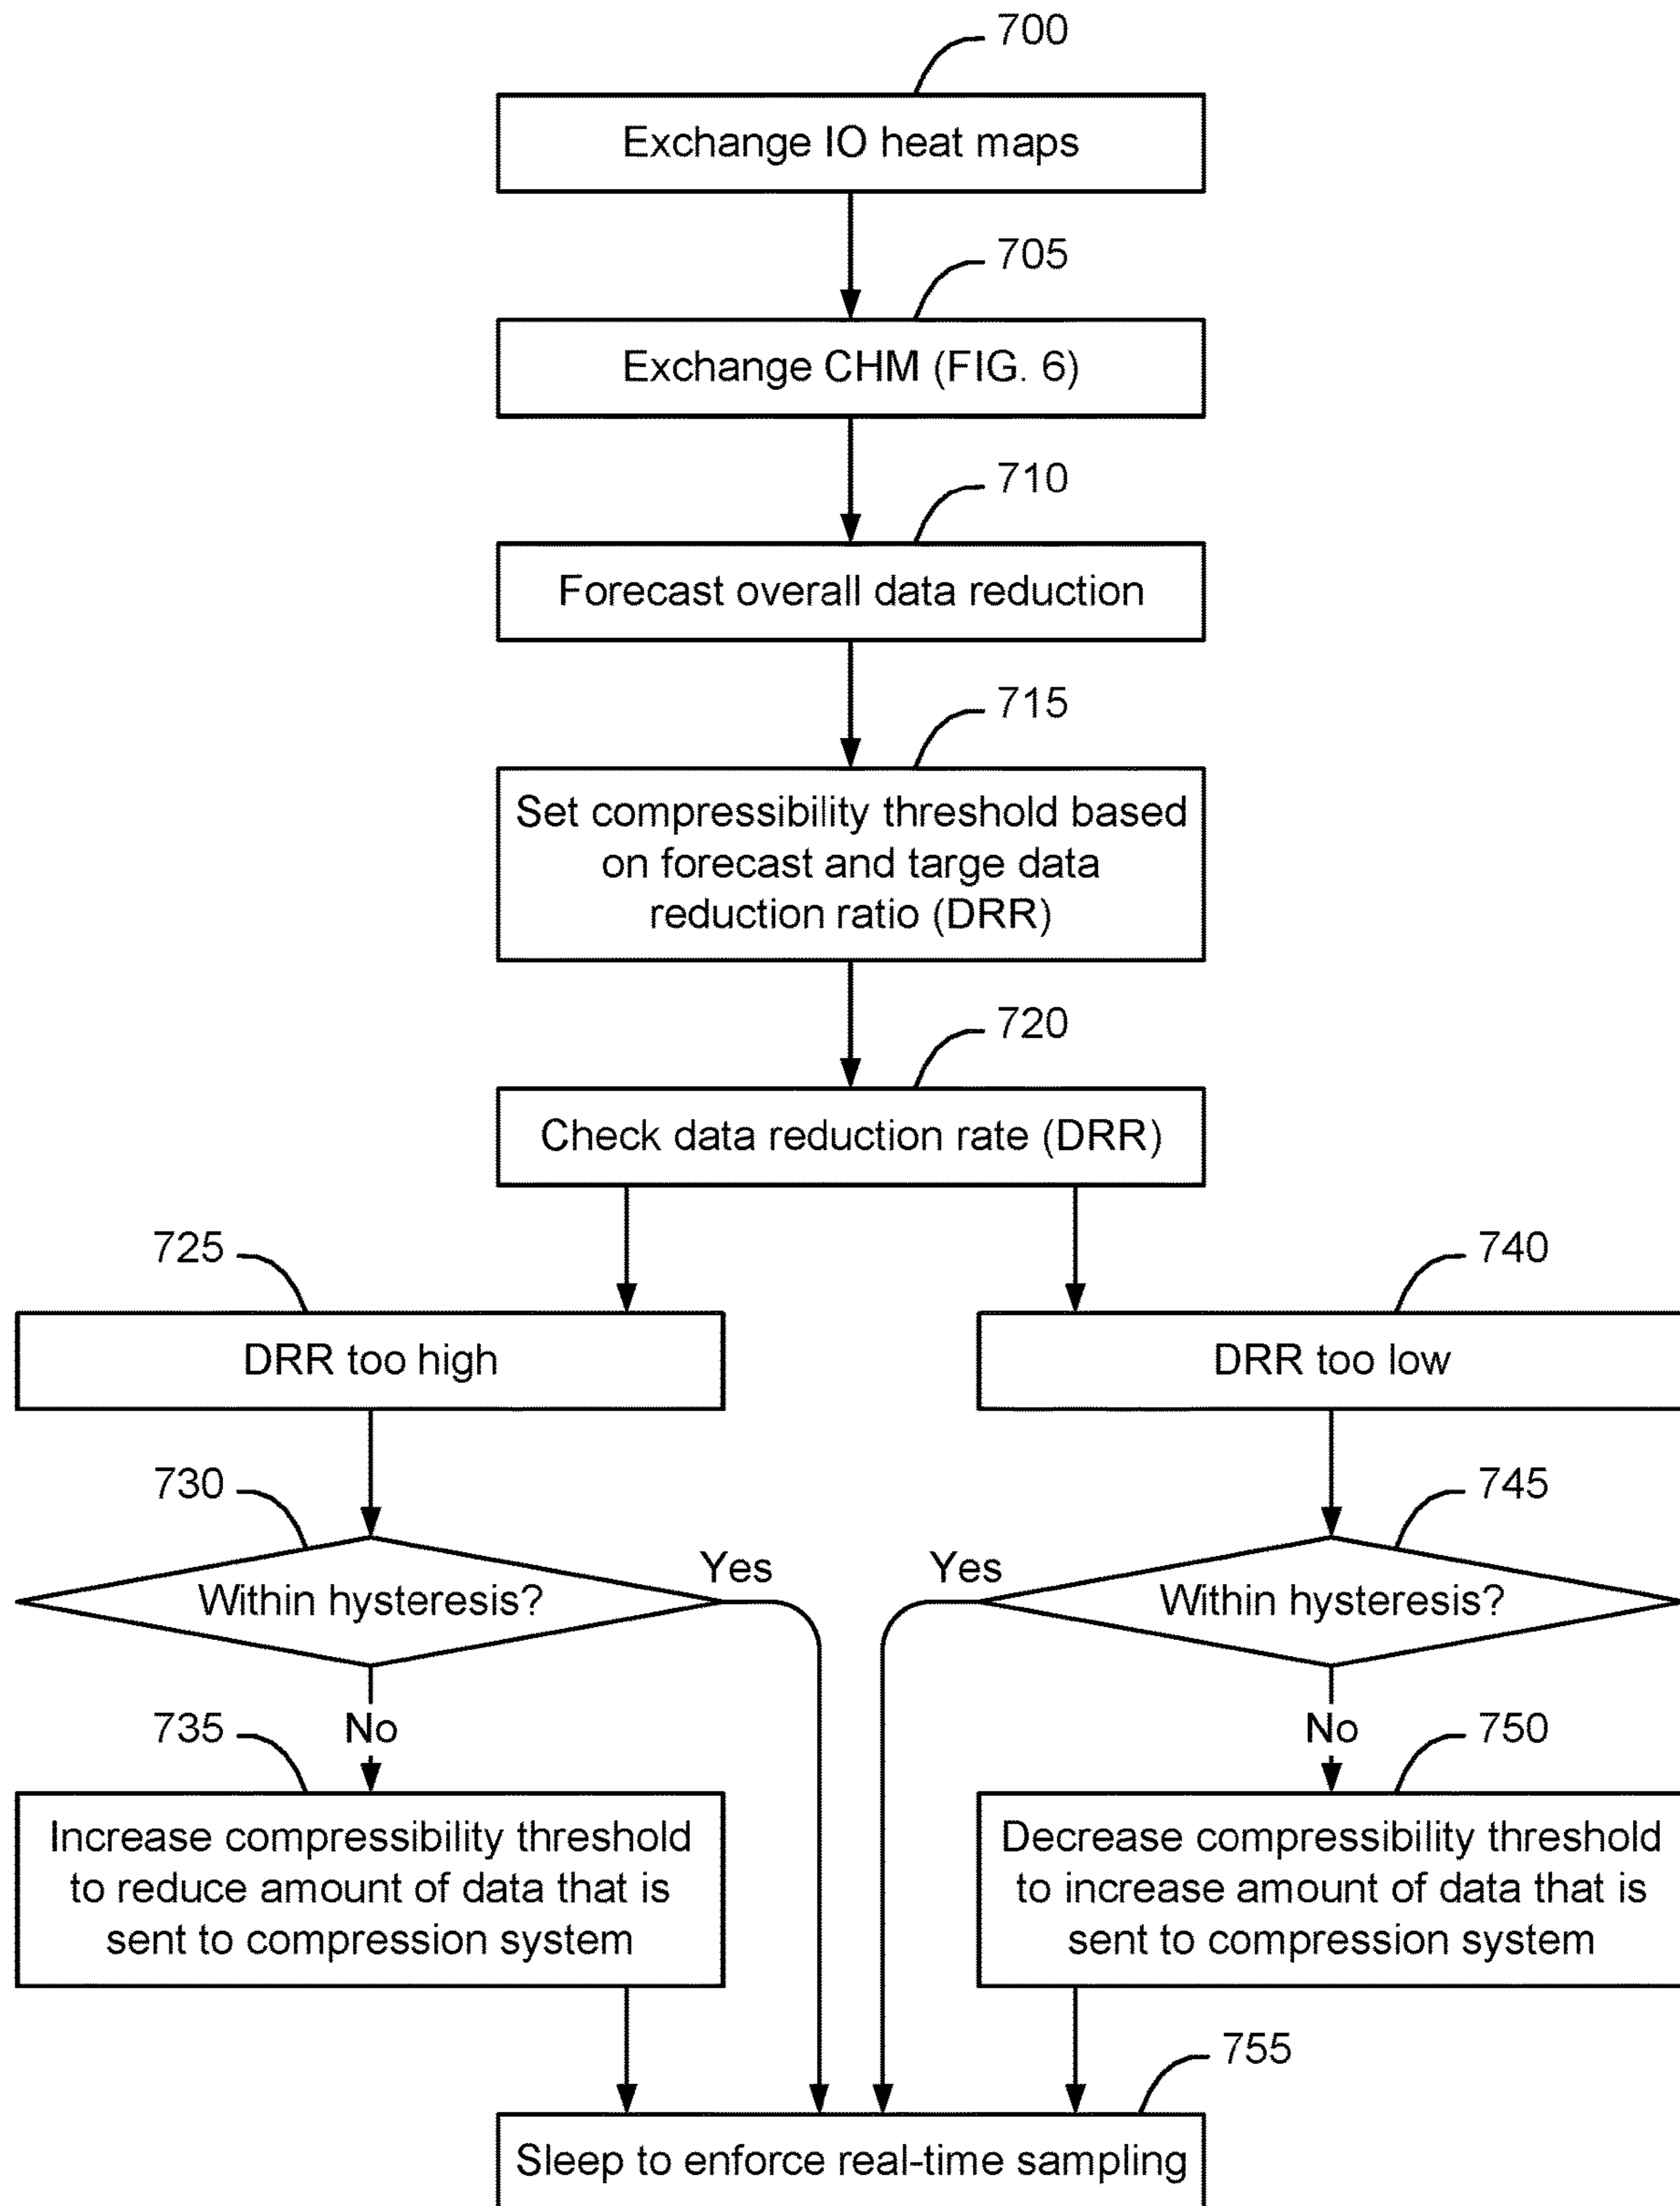 700
Exchange IO heat maps
705
Exchange CHM (FIG. 6)
710
Forecast overall data reduction
715
Set compressibility threshold based
on forecast and targe data
reduction ratio (DRR)
720
Check data reduction rate (DRR)
725
740
DRR too high
DRR too low
730
745
Within hysteresis?
Yes
Yes
Within hysteresis?
735
No
No
750
Increase compressibility threshold
to reduce amount of data that is
sent to compression system
Decrease compressibility threshold
to increase amount of data that is
sent to compression system
755
Sleep to enforce real-time sampling